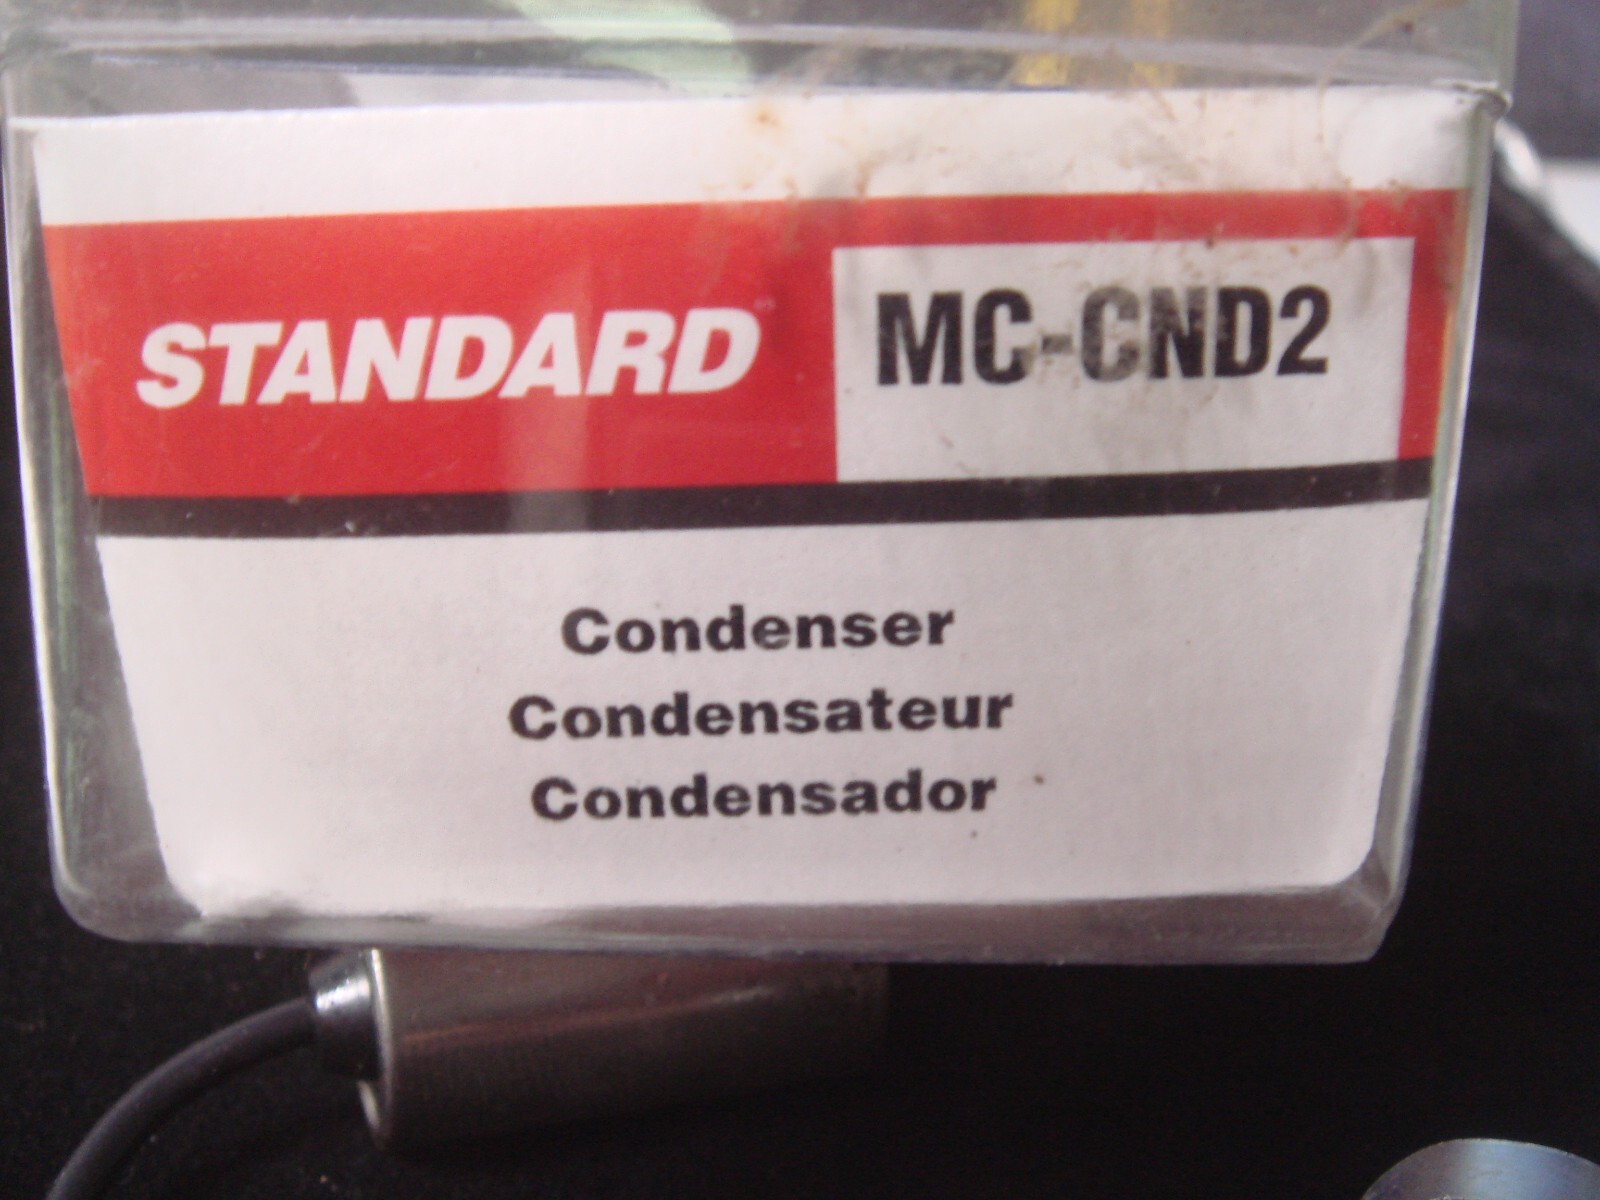 STANDARD MC-CND2
Condenser
Condensateur
Condensador